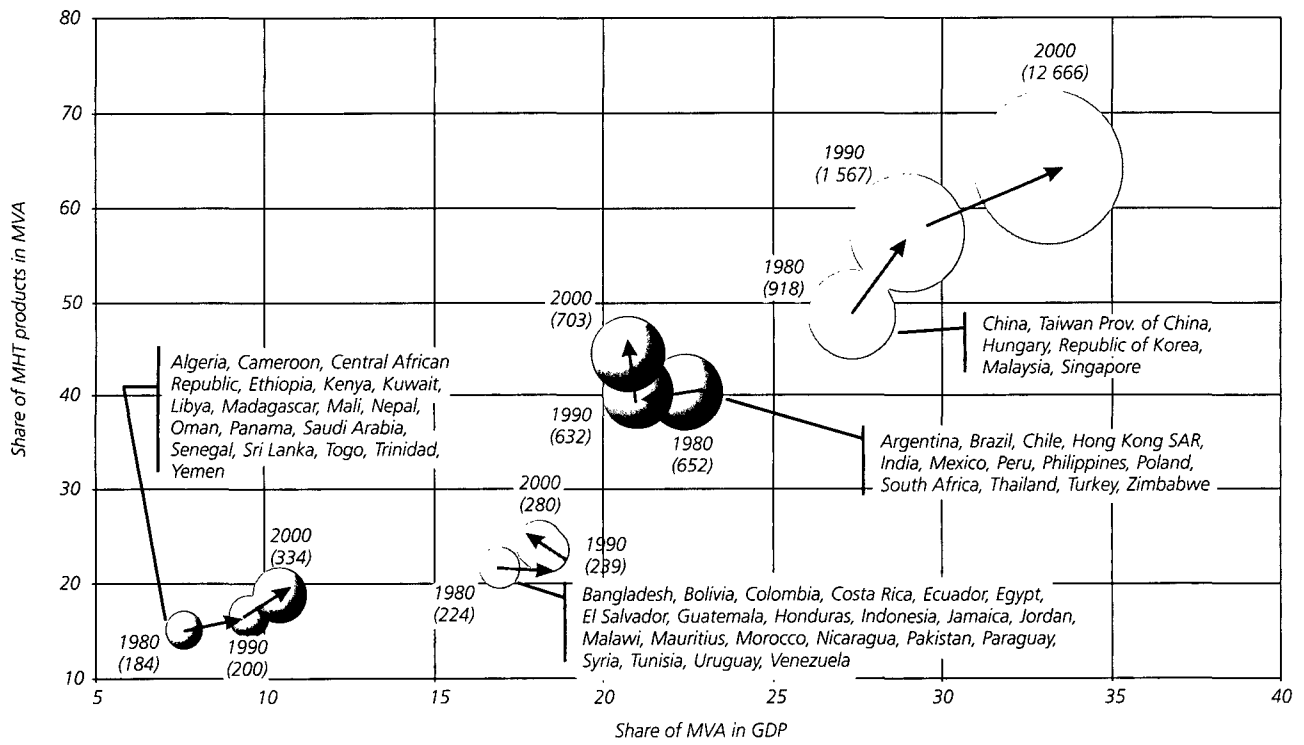 80
70
60
50
40
30
20
10
Share of MHT products in MVA
5
10
15
20
25
30
35
40
Share of MVA in GDP
2000
(12 666)
1990
(1 567)
1980
(918)
China, Taiwan Prov. of China,
Hungary, Republic of Korea,
Malaysia, Singapore
2000
(703)
1990
(632)
1980
(652)
Argentina, Brazil, Chile, Hong Kong SAR,
India, Mexico, Peru, Philippines, Poland,
South Africa, Thailand, Turkey, Zimbabwe
Algeria, Cameroon, Central African
Republic, Ethiopia, Kenya, Kuwait,
Libya, Madagascar, Mali, Nepal,
Oman, Panama, Saudi Arabia,
Senegal, Sri Lanka, Togo, Trinidad,
Yemen
2000
(334)
1980
(184)
1990
(200)
2000
(280)
1990
(239)
1980
(224)
Bangladesh, Bolivia, Colombia, Costa Rica, Ecuador, Egypt,
El Salvador, Guatemala, Honduras, Indonesia, Jamaica, Jordan,
Malawi, Mauritius, Morocco, Nicaragua, Pakistan, Paraguay,
Syria, Tunisia, Uruguay, Venezuela